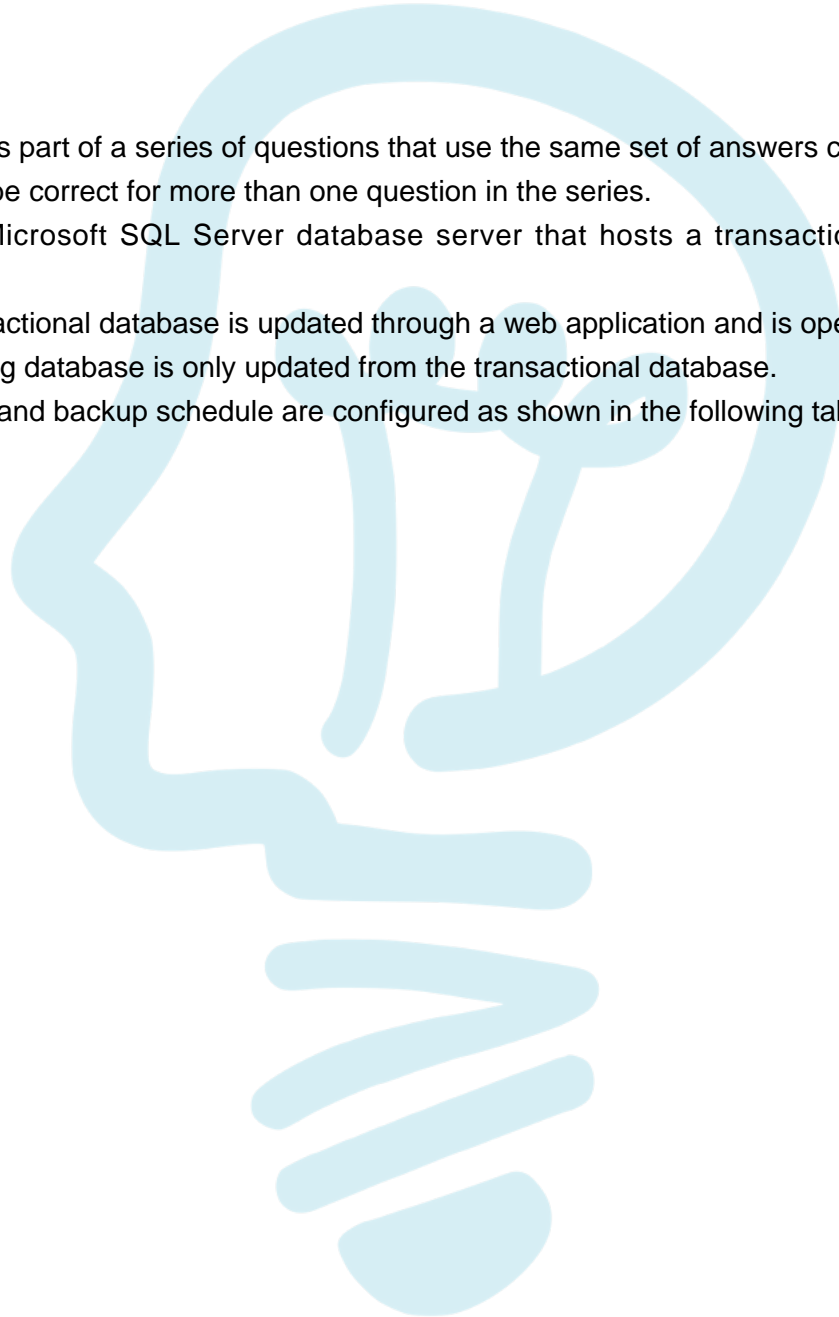 s part of a series of questions that use the same set of answers c
be correct for more than one question in the series.
Microsoft SQL Server database server that hosts a transactio
actional database is updated through a web application and is ope
g database is only updated from the transactional database.
and backup schedule are configured as shown in the following tal